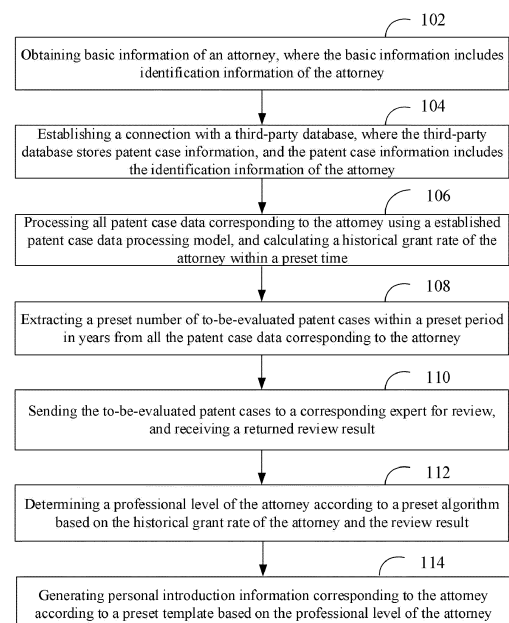 102
Obtaining basic information of an attorney, where the basic information includes
identification information of the attorney
104
Establishing a connection with a third-party database, where the third-party
database stores patent case information, and the patent case information includes
the identification information of the attorney
106
Processing all patent case data corresponding to the attorney using a established
patent case data processing model, and calculating a historical grant rate of the
attorney within a preset time
108
Extracting a preset number of to-be-evaluated patent cases within a preset period
in years from all the patent case data corresponding to the attorney
110
Sending the to-be-evaluated patent cases to a corresponding expert for review,
and receiving a returned review result
112
Determining a professional level of the attorney according to a preset algorithm
based on the historical grant rate of the attorney and the review result
114
Generating personal introduction information corresponding to the attorney
according to a preset template based on the professional level of the attorney